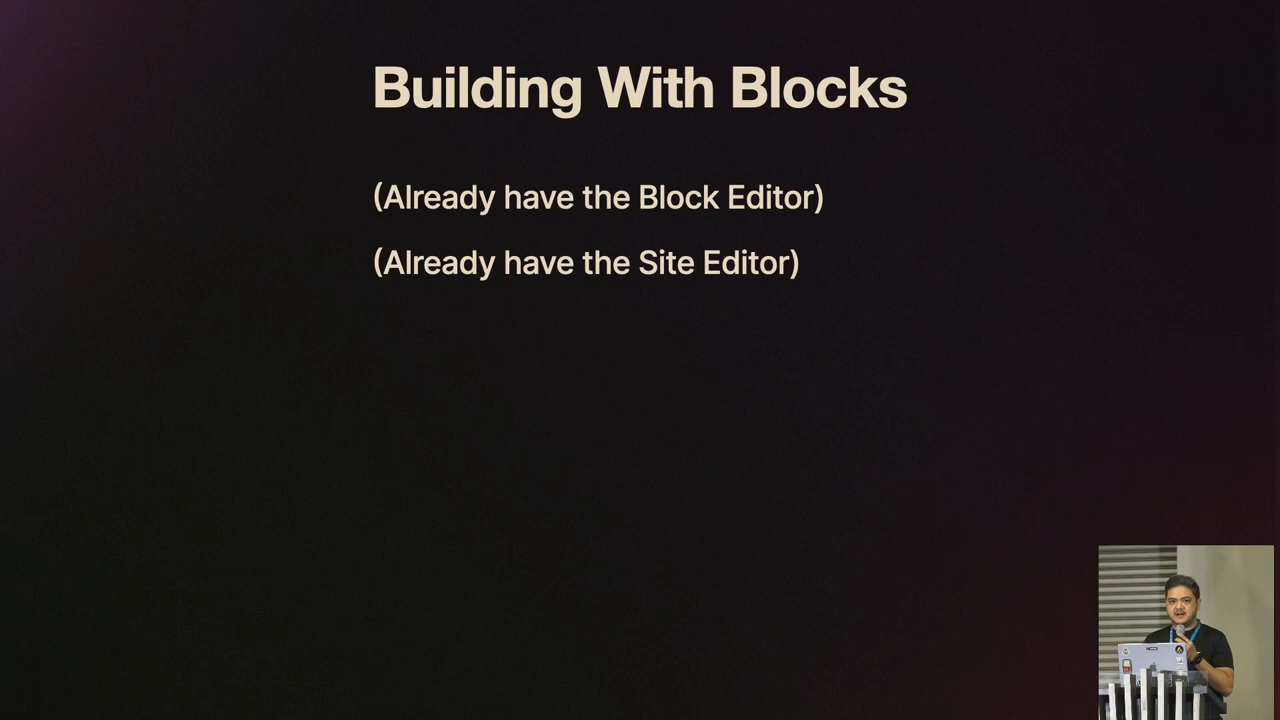 Building With Blocks
(Already have the Block Editor)
(Already have the Site Editor)